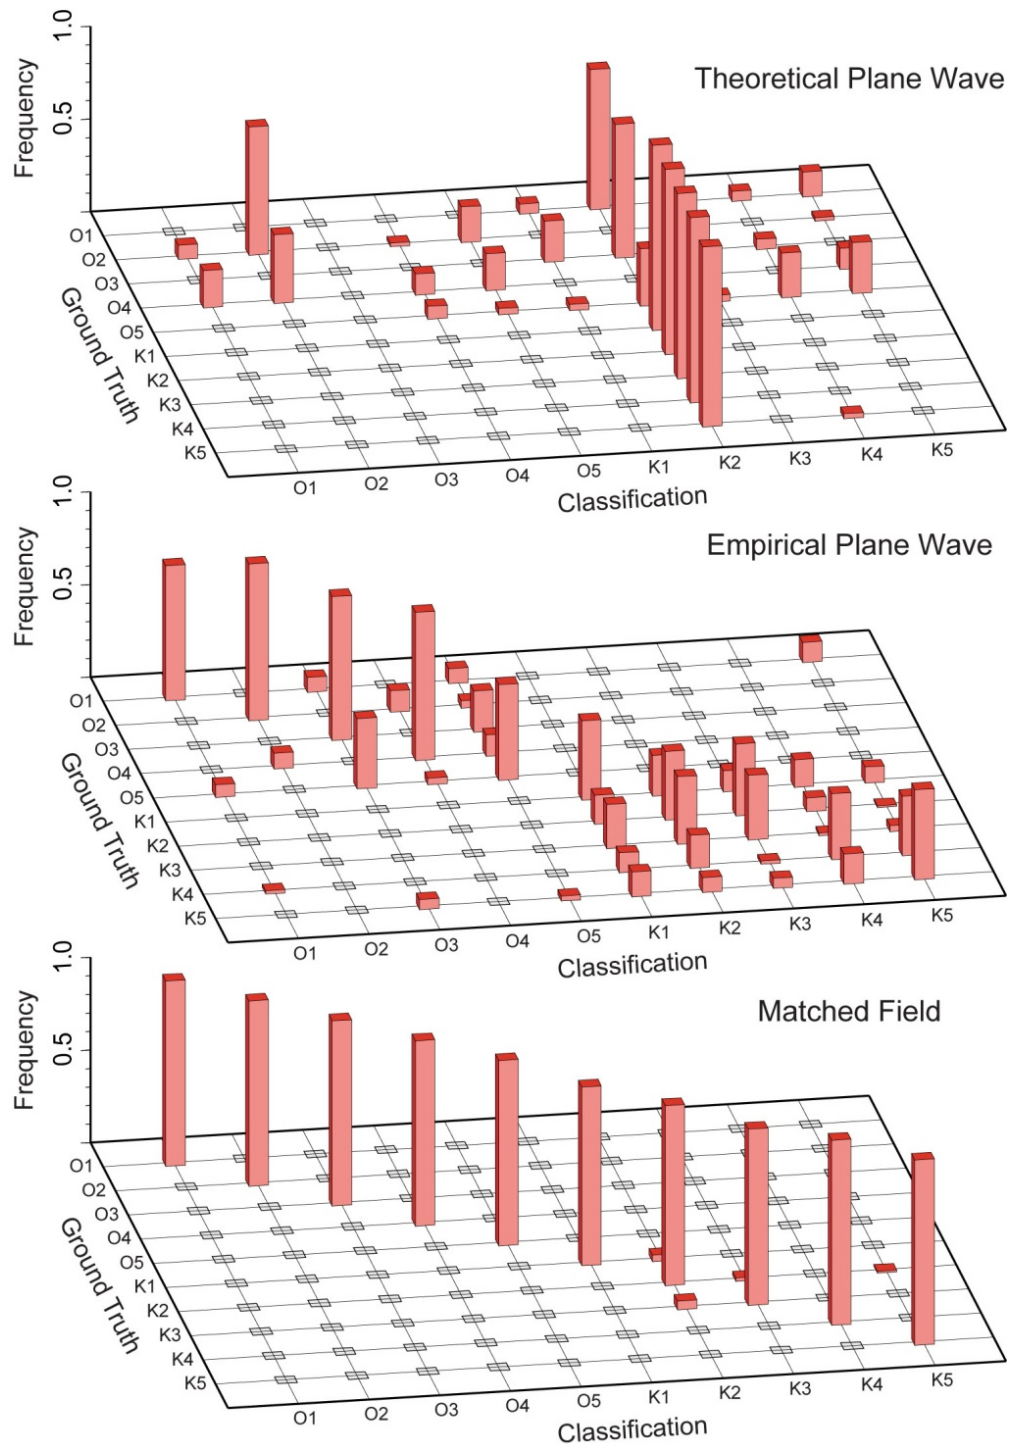 1.0
0.5
Frequency
Theoretical Plane Wave
O1
O2
O3
O4
O5
K1
K2
K3
K4
K5
Ground Truth
O1 O2 O3 O4 O5 K1 K2 K3 K4 K5
Classification
1.0
0.5
Frequency
Empirical Plane Wave
O1
O2
O3
O4
O5
K1
K2
K3
K4
K5
Ground Truth
O1 O2 O3 O4 O5 K1 K2 K3 K4 K5
Classification
1.0
0.5
Frequency
Matched Field
O1
O2
O3
O4
O5
K1
K2
K3
K4
K5
Ground Truth
O1 O2 O3 O4 O5 K1 K2 K3 K4 K5
Classification